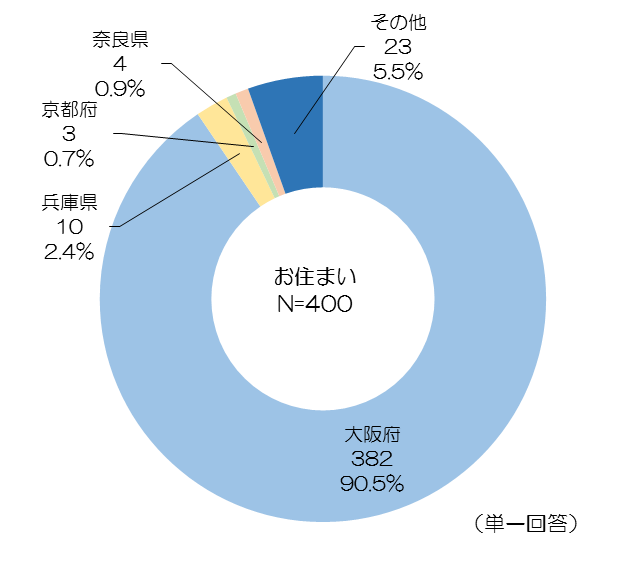 その他
23
5.5%
奈良県
4
0.9%
京都府
3
0.7%
兵庫県
10
2.4%
お住まい
N=400
大阪府
382
90.5%
（単一回答）